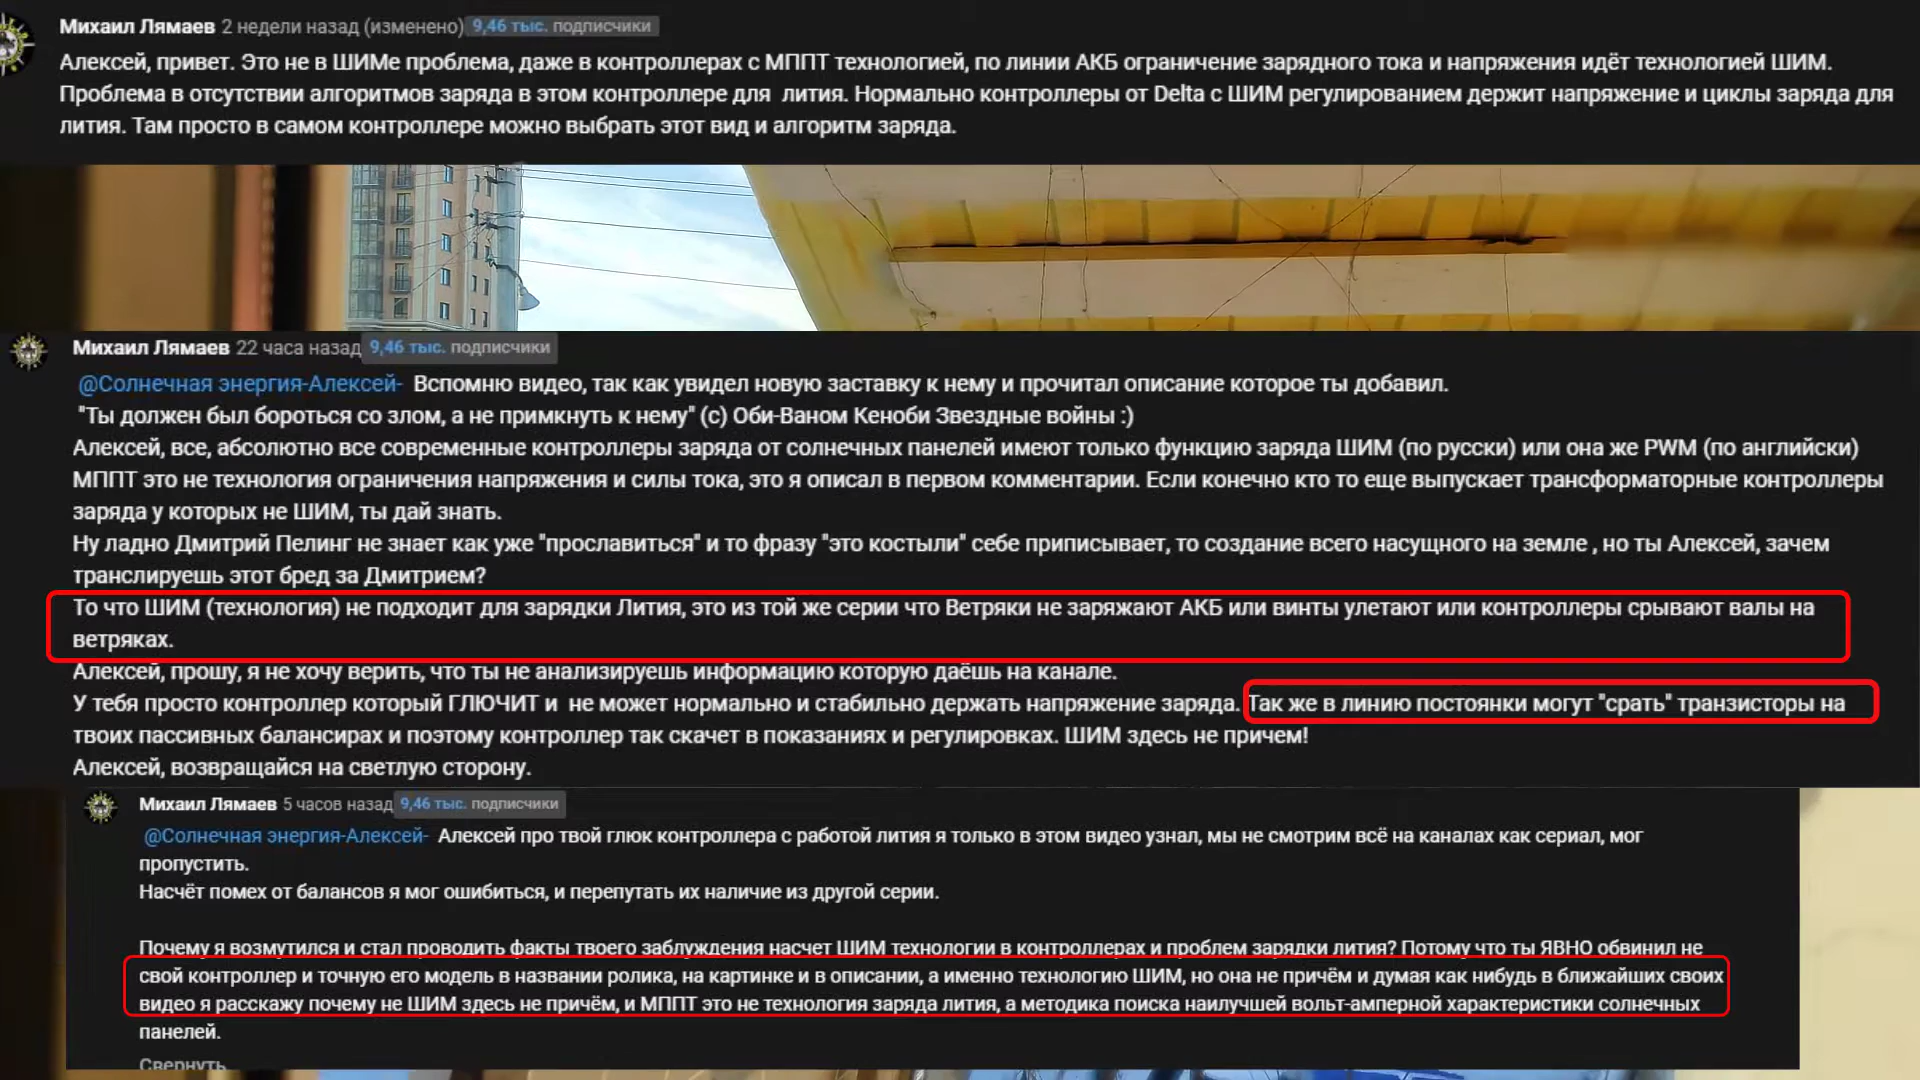 Михаил Лямаев 2 недели назад (изменено) 9,46 тыс. подписчики
Алексей, привет. Это не в ШИМе проблема, даже в контроллерах с МППТ технологией, по линии АКБ ограничение зарядного тока и напряжения идёт технологией ШИМ.
Проблема в отсутствии алгоритмов заряда в этом контроллере для лития. Нормально контроллеры от Delta с ШИМ регулированием держит напряжение и циклы заряда для
лития. Там просто в самом контроллере можно выбрать этот вид и алгоритм заряда.
Михаил Лямаев 22 часа назад 9,46 тыс. подписчики
@Солнечная энергия-Алексей- Вспомню видео, так как увидел новую заставку к нему и прочитал описание которое ты добавил.
"Ты должен был бороться со злом, а не примкнуть к нему" (с) Оби-Ваном Кеноби Звездные войны :)
Алексей, все, абсолютно все современные контроллеры заряда от солнечных панелей имеют только функцию заряда ШИМ (по русски) или она же PWM (по английски)
МППТ это не технология ограничения напряжения и силы тока, это я описал в первом комментарии. Если конечно кто то еще выпускает трансформаторные контроллеры
заряда у которых не ШИМ, ты дай знать.
Ну ладно Дмитрий Пелинг не знает как уже "прославиться" и то фразу "это костыли" себе приписывает, то создание всего насущного на земле , но ты Алексей, зачем
транслируешь этот бред за Дмитрием?
То что ШИМ (технология) не подходит для зарядки Лития, это из той же серии что Ветряки не заряжают АКБ или винты улетают или контроллеры срывают валы на
ветряках.
Алексей, прошу, я не хочу верить, что ты не анализируешь информацию которую даёшь на канале.
У тебя просто контроллер который ГЛЮЧИТ и не может нормально и стабильно держать напряжение заряда. Так же в линию постоянки могут "срать" транзисторы на
твоих пассивных балансирах и поэтому контроллер так скачет в показаниях и регулировках. ШИМ здесь не причем!
Алексей, возвращайся на светлую сторону.
Михаил Лямаев 5 часов назад 9,46 тыс. подписчики
@Солнечная энергия-Алексей- Алексей про твой глюк контроллера с работой лития я только в этом видео узнал, мы не смотрим всё на каналах как сериал, мог
пропустить.
Насчёт помех от балансов я мог ошибиться, и перепутать их наличие из другой серии.
Почему я возмутился и стал проводить факты твоего заблуждения насчет ШИМ технологии в контроллерах и проблем зарядки лития? Потому что ты ЯВНО обвинил не
свой контроллер и точную его модель в названии ролика, на картинке и в описании, а именно технологию ШИМ, но она не причём и думая как нибудь в ближайших своих
видео я расскажу почему не ШИМ здесь не причём, и МППТ это не технология заряда лития, а методика поиска наилучшей вольт-амперной характеристики солнечных
панелей.
Свернуть